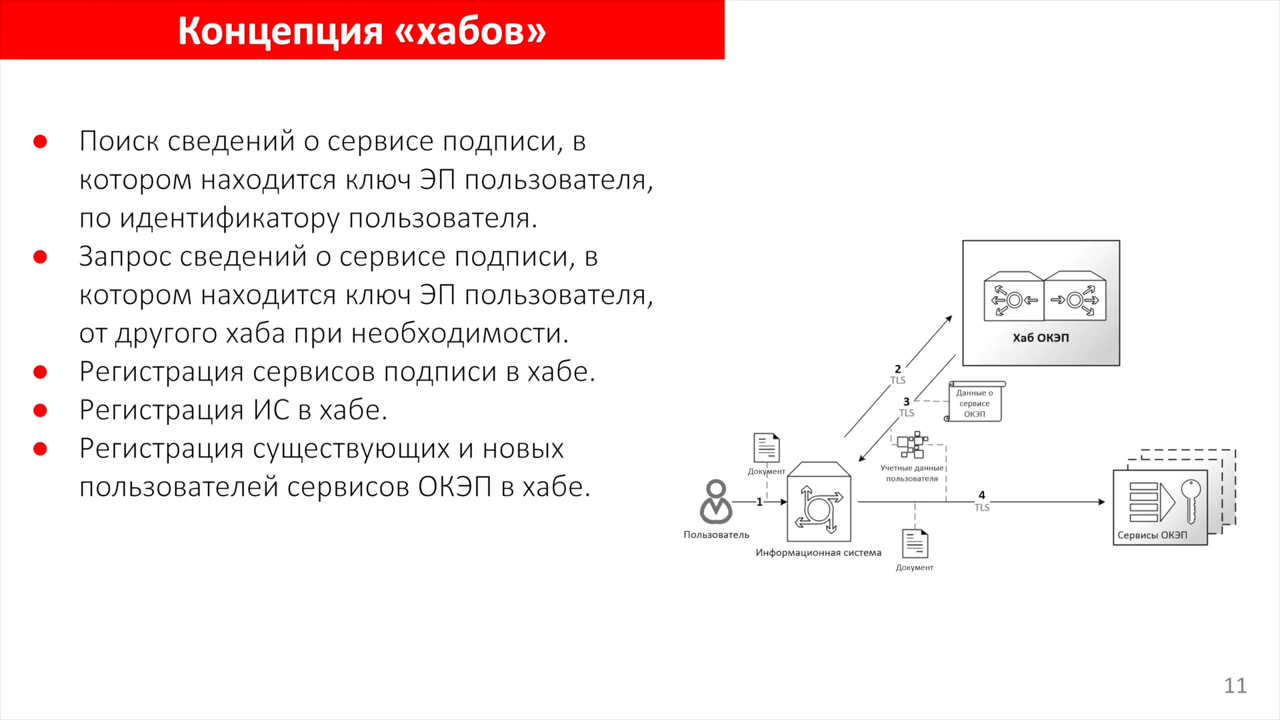 Концепция «хабов»
● Поиск сведений о сервисе подписи, в
котором находится ключ ЭП пользователя,
по идентификатору пользователя.
● Запрос сведений о сервисе подписи, в
котором находится ключ ЭП пользователя,
от другого хаба при необходимости.
● Регистрация сервисов подписи в хабе.
● Регистрация ИС в хабе.
● Регистрация существующих и новых
пользователей сервисов ОКЭП в хабе.
Хаб ОКЭП
2
TLS
3
TLS
Данные о
сервисе
ОКЭП
Документ
Учетные данные
пользователя
1
4
TLS
Пользователь
Информационная система
Документ
Сервисы ОКЭП
11